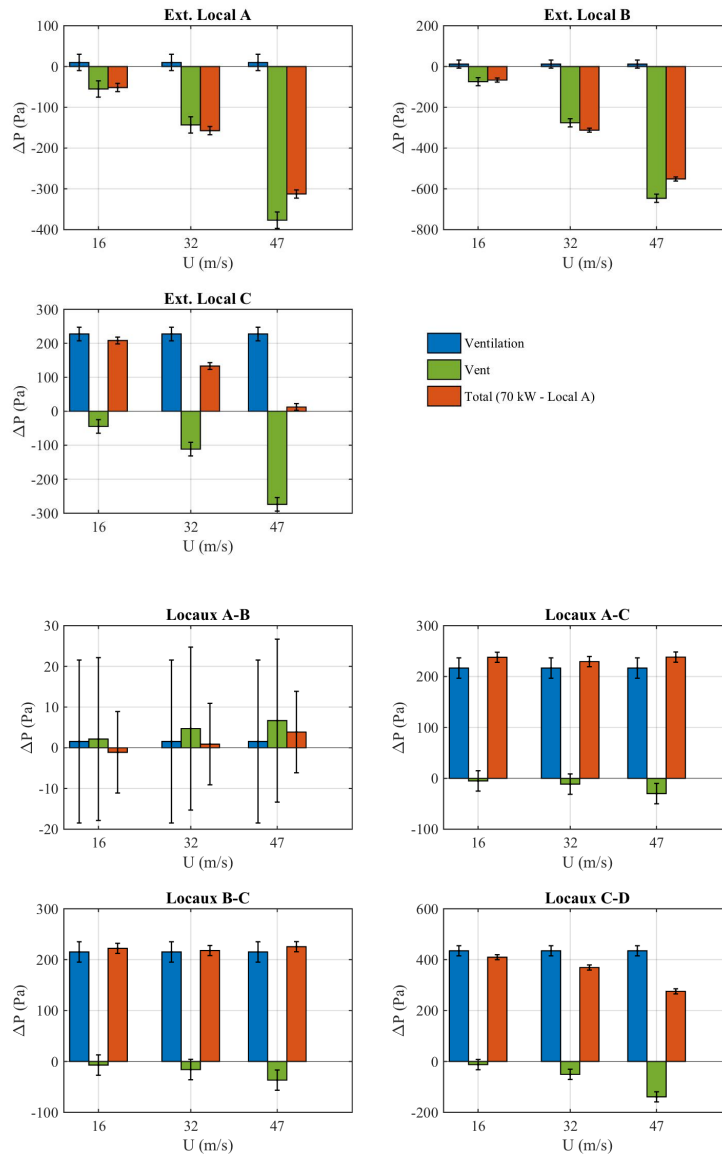 Ext. Local A
100
0
-100
-200
-300
-400
ΔP (Pa)
16 32 47
U (m/s)
Ext. Local B
200
0
-200
-400
-600
-800
ΔP (Pa)
16 32 47
U (m/s)
Ext. Local C
300
200
100
0
-100
-200
-300
ΔP (Pa)
16 32 47
U (m/s)
Ventilation
Vent
Total (70 kW - Local A)
Locaux A-B
30
20
10
0
-10
-20
ΔP (Pa)
16 32 47
U (m/s)
Locaux A-C
300
200
100
0
-100
ΔP (Pa)
16 32 47
U (m/s)
Locaux B-C
300
200
100
0
-100
ΔP (Pa)
16 32 47
U (m/s)
Locaux C-D
600
400
200
0
-200
ΔP (Pa)
16 32 47
U (m/s)